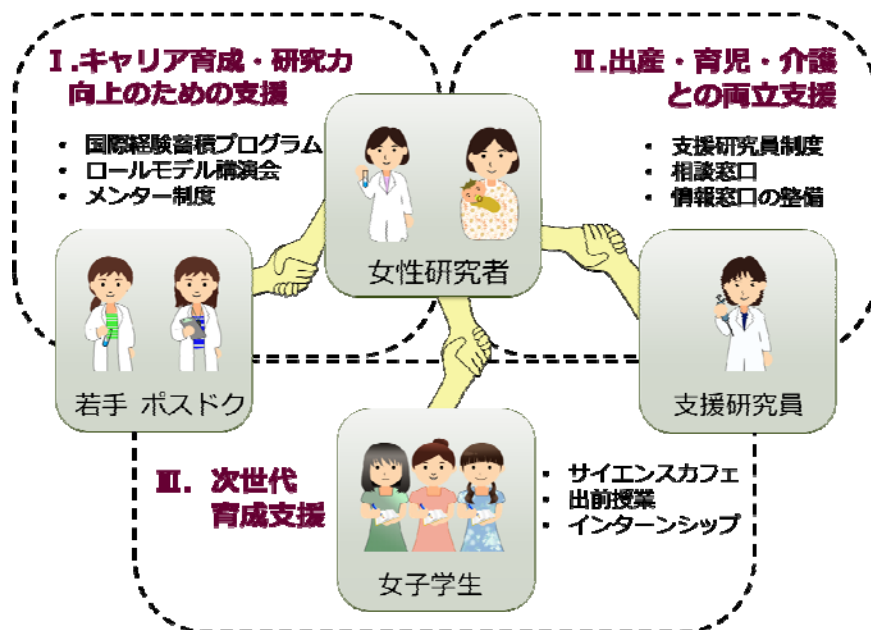 Ⅰ.キャリア育成・研究力
向上のための支援
• 国際経験蓄積プログラム
• ロールモデル講演会
• メンター制度
Ⅱ.出産・育児・介護
との両立支援
• 支援研究員制度
• 相談窓口
• 情報窓口の整備
女性研究者
若手 ポスドク
支援研究員
Ⅲ. 次世代
育成支援
• サイエンスカフェ
• 出前授業
• インターンシップ
女子学生